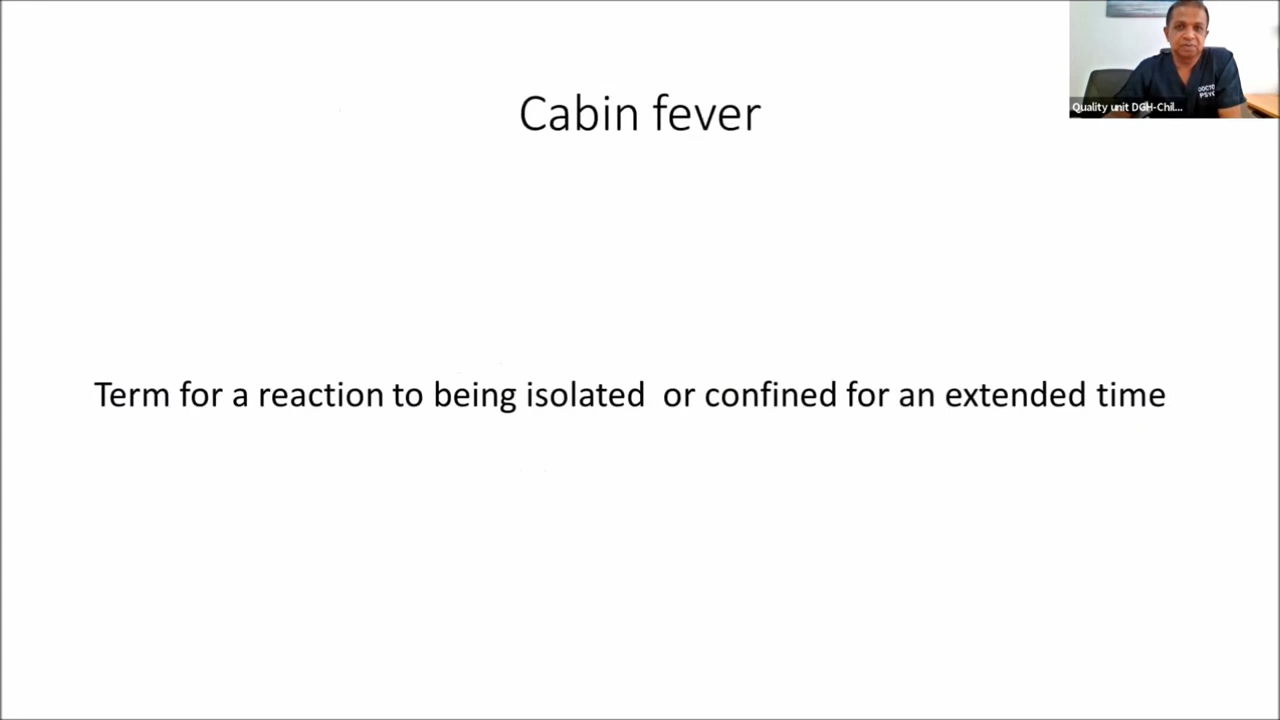 Cabin fever
Quality unit DGH-Chil...
Term for a reaction to being isolated  or confined for an extended time